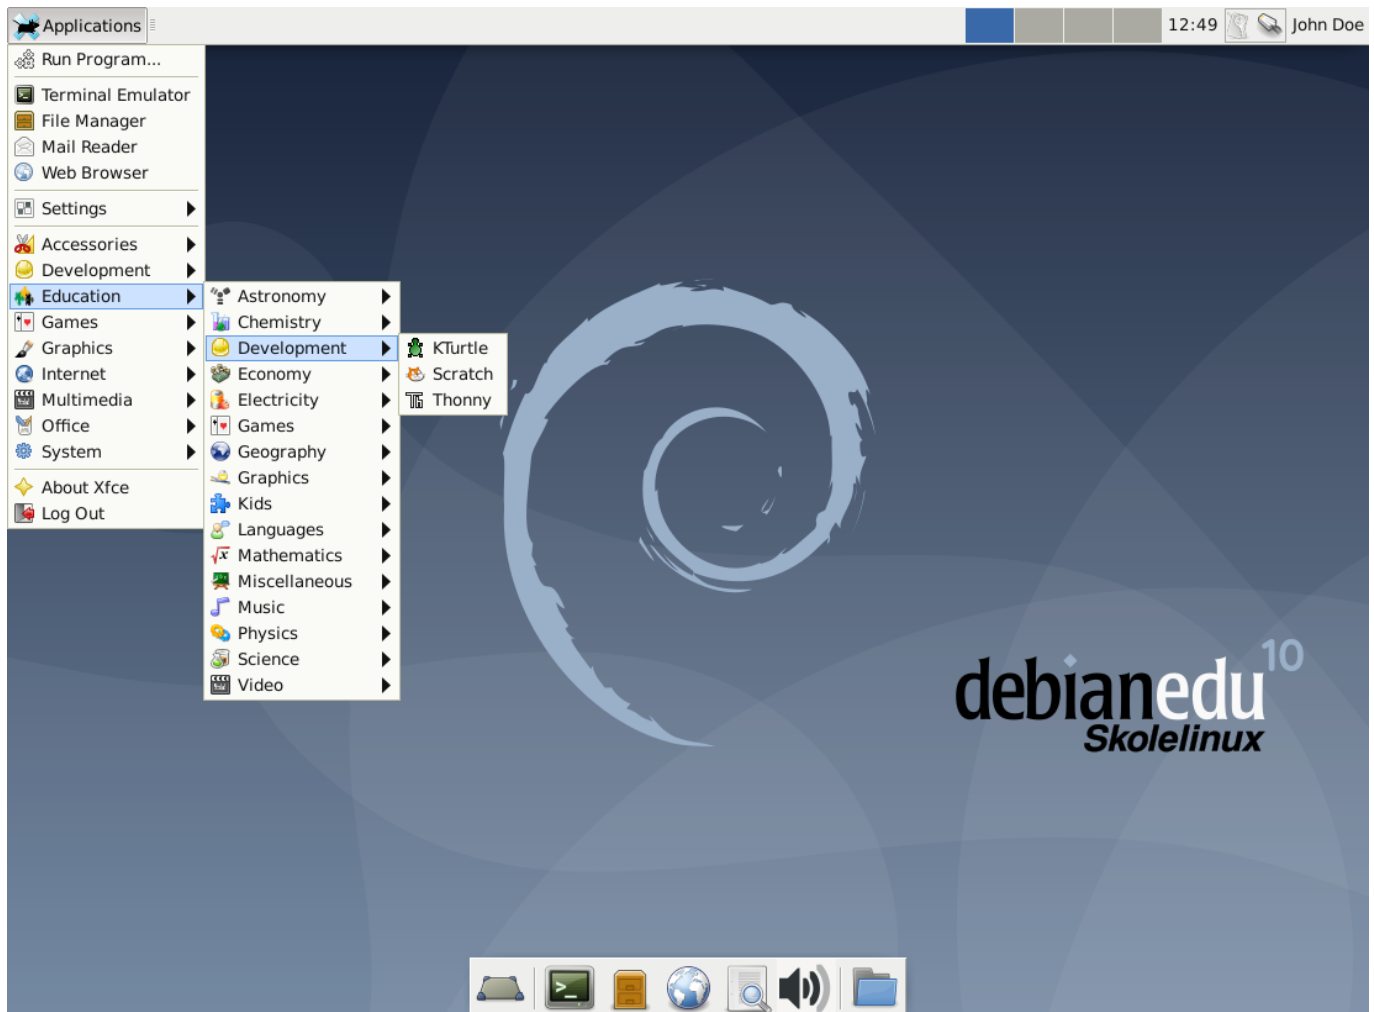 Applications
12:49
John Doe
Run Program...
Terminal Emulator
File Manager
Mail Reader
Web Browser
Settings
Accessories
Development
Education
Games
Graphics
Internet
Multimedia
Office
System
About Xfce
Log Out
Astronomy
Chemistry
Development
Economy
Electricity
Games
Geography
Graphics
Kids
Languages
Mathematics
Miscellaneous
Music
Physics
Science
Video
KTurtle
Scratch
Thonny
debianedu 10
Skolelinux